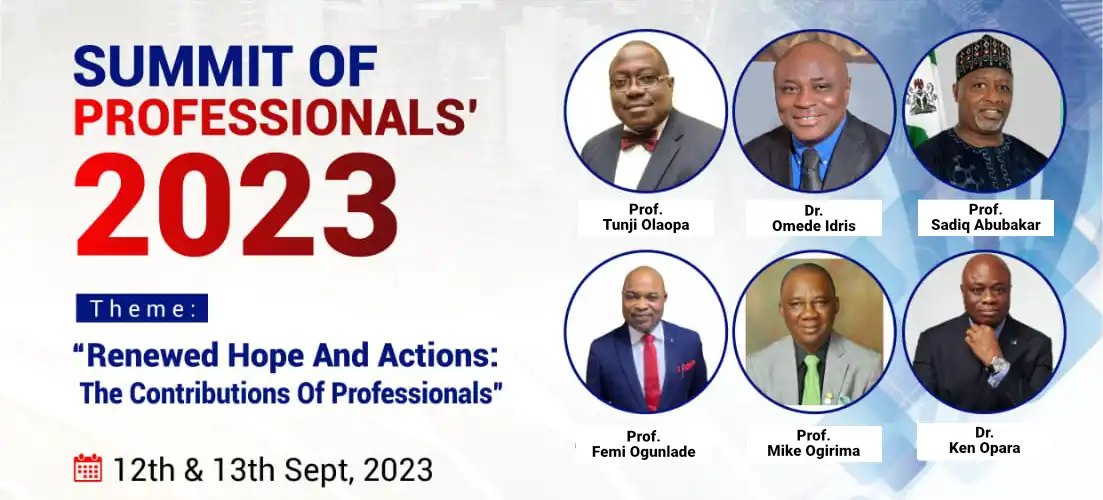 SUMMIT OF
PROFESSIONALS'
2023
Theme:
“Renewed Hope And Actions:
The Contributions Of Professionals”
12th & 13th Sept, 2023
Prof.
Tunji Olaopa
Dr.
Omede Idris
Prof.
Sadiq Abubakar
Prof.
Femi Ogunlade
Prof.
Mike Ogirima
Dr.
Ken Opara